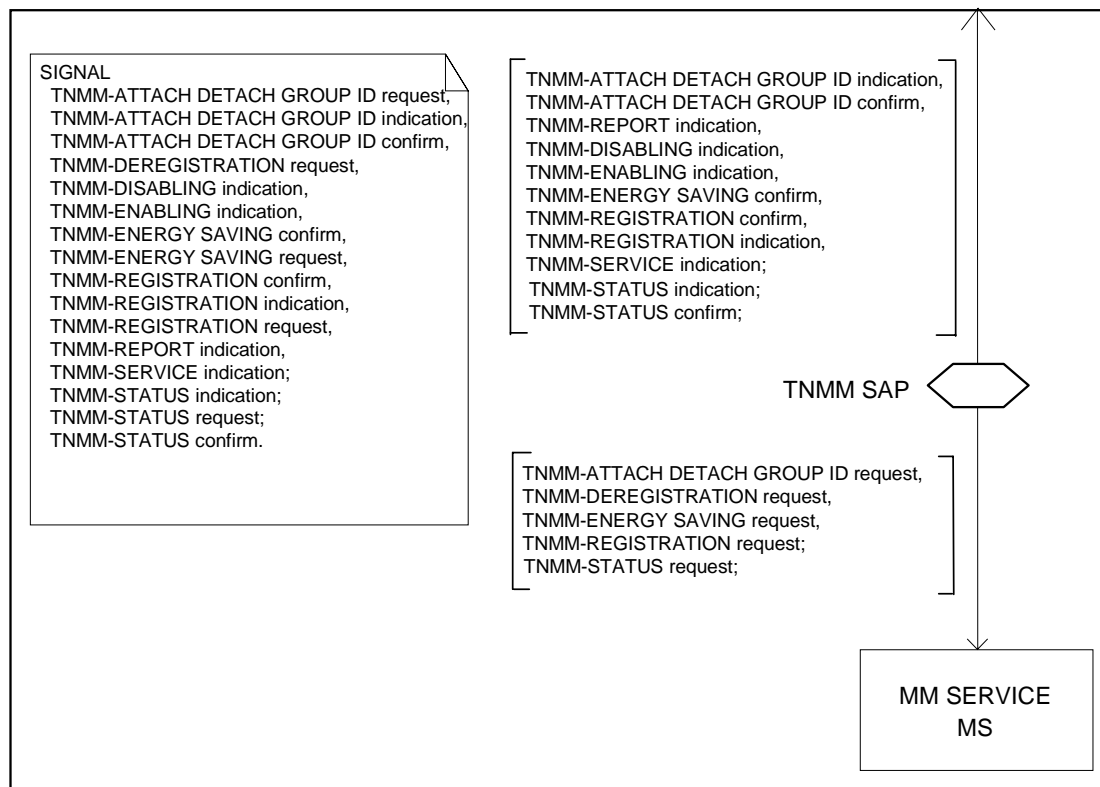 SIGNAL
TNMM-ATTACH DETACH GROUP ID request,
TNMM-ATTACH DETACH GROUP ID indication,
TNMM-ATTACH DETACH GROUP ID confirm,
TNMM-DEREGISTRATION request,
TNMM-DISABLING indication,
TNMM-ENABLING indication,
TNMM-ENERGY SAVING confirm,
TNMM-ENERGY SAVING request,
TNMM-REGISTRATION confirm,
TNMM-REGISTRATION indication,
TNMM-REGISTRATION request,
TNMM-REPORT indication,
TNMM-SERVICE indication;
TNMM-STATUS indication;
TNMM-STATUS request;
TNMM-STATUS confirm.
TNMM-ATTACH DETACH GROUP ID indication,
TNMM-ATTACH DETACH GROUP ID confirm,
TNMM-REPORT indication,
TNMM-DISABLING indication,
TNMM-ENABLING indication,
TNMM-ENERGY SAVING confirm,
TNMM-REGISTRATION confirm,
TNMM-REGISTRATION indication,
TNMM-SERVICE indication;
TNMM-STATUS indication;
TNMM-STATUS confirm;
TNMM SAP
TNMM-ATTACH DETACH GROUP ID request,
TNMM-DEREGISTRATION request,
TNMM-ENERGY SAVING request,
TNMM-REGISTRATION request;
TNMM-STATUS request;
MM SERVICE
MS